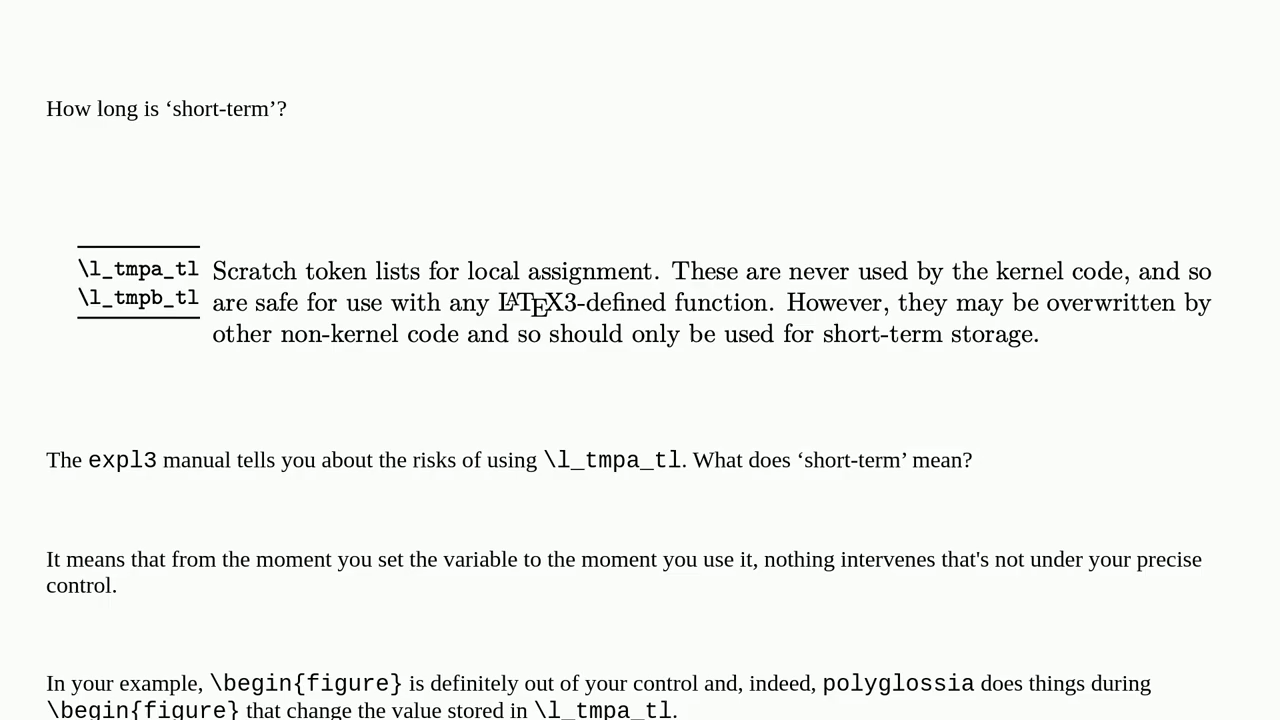 How long is ‘short-term’?
\l_tmpa_tl Scratch token lists for local assignment. These are never used by the kernel code, and so
\l_tmpb_tl are safe for use with any LATEX3-defined function. However, they may be overwritten by
other non-kernel code and so should only be used for short-term storage.
The expl3 manual tells you about the risks of using \l_tmpa_tl. What does ‘short-term’ mean?
It means that from the moment you set the variable to the moment you use it, nothing intervenes that's not under your precise
control.
In your example, \begin{figure} is definitely out of your control and, indeed, polyglossia does things during
\begin{figure} that change the value stored in \l_tmpa_tl.